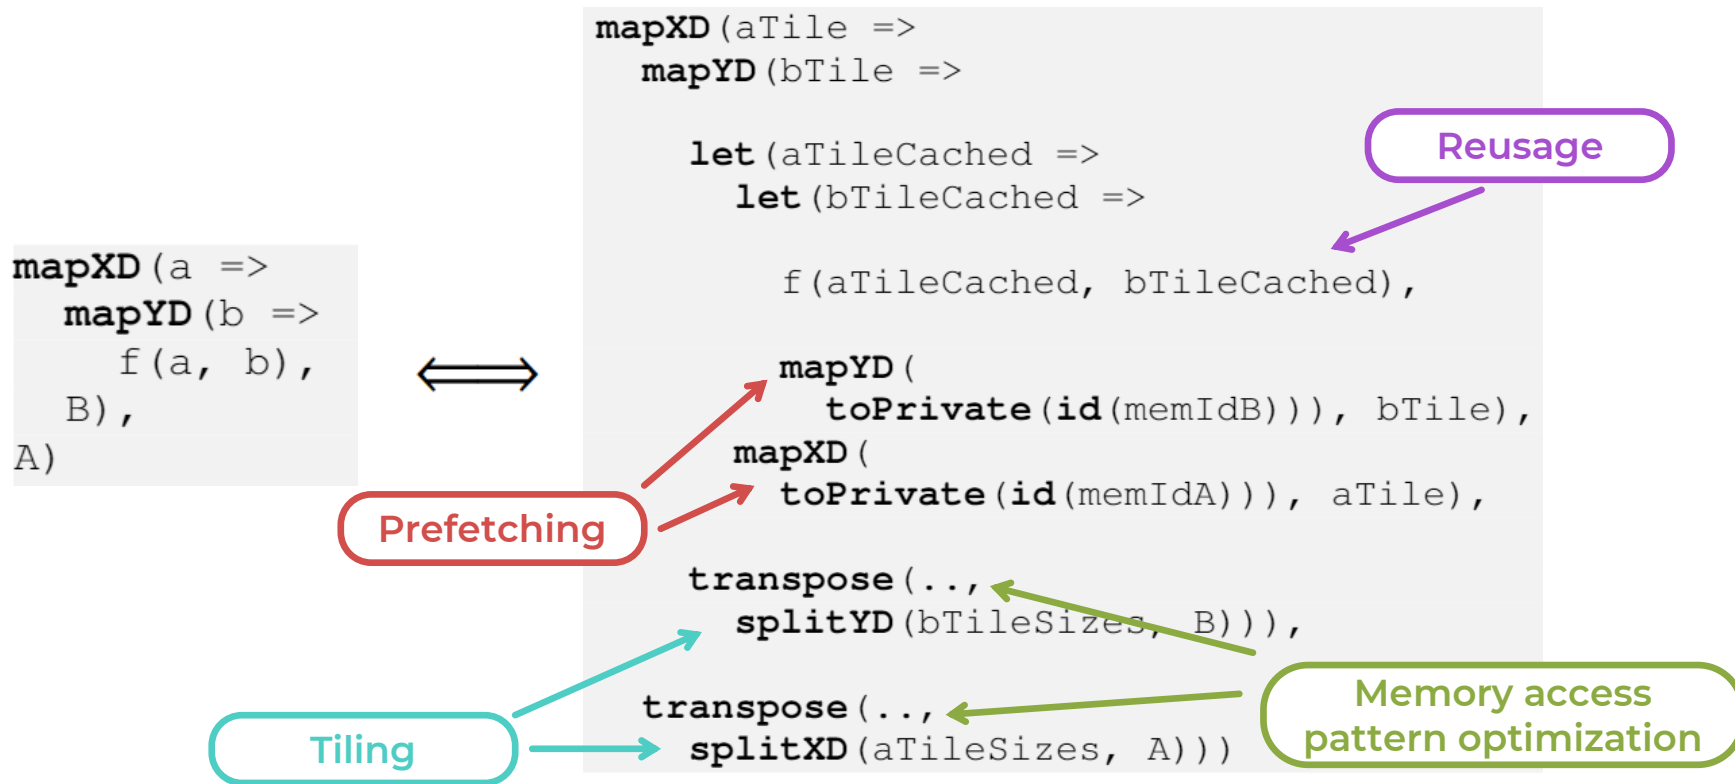 mapXD(a =>
mapYD(b =>
f(a, b),
B),
A)
⟺
mapXD(aTile =>
mapYD(bTile =>
let(aTileCached =>
let(bTileCached =>
f(aTileCached, bTileCached),
mapYD(
toPrivate(id(memIdB))), bTile),
mapXD(
toPrivate(id(memIdA))), aTile),
transpose(..,
splitYD(bTileSizes, B))),
transpose(..,
splitXD(aTileSizes, A)))
Reusage
Prefetching
Tiling
Memory access
pattern optimization